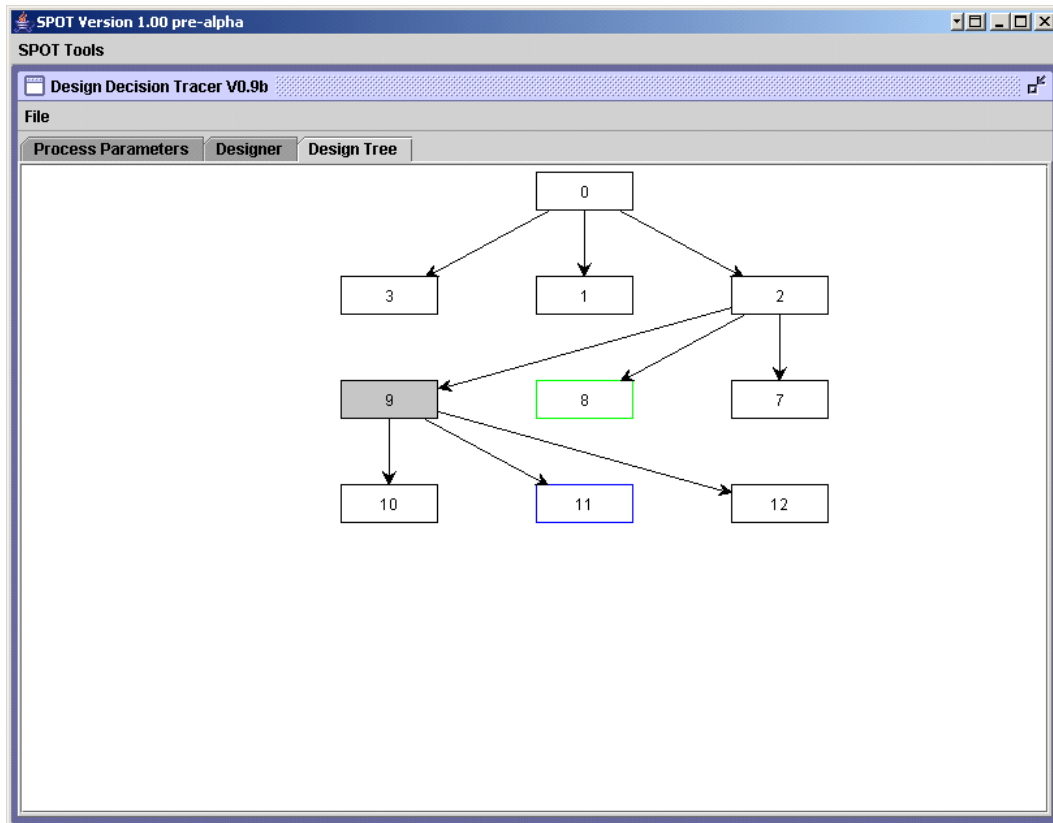 SPOT Version 1.00 pre-alpha
SPOT Tools
Design Decision Tracer V0.9b
File
Process Parameters Designer Design Tree
0
3 1 2
9 8 7
10 11 12